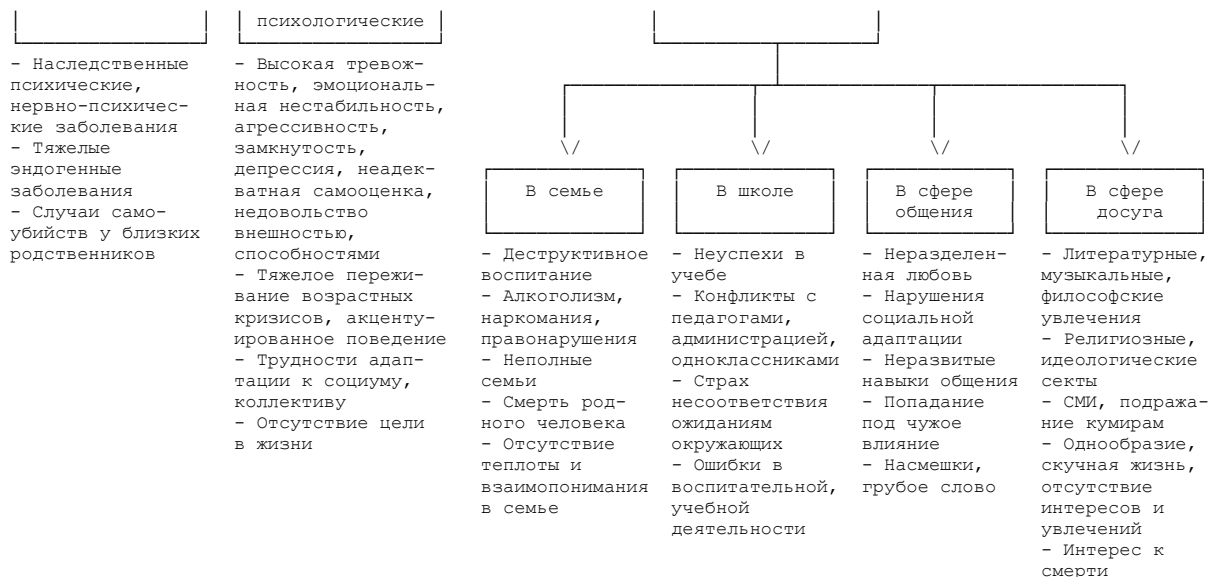 психологические
- Наследственные
психические,
нервно-психичес-
кие заболевания
- Тяжелые
эндогенные
заболевания
- Случаи само-
убийств у близких
родственников
- Высокая тревож-
ность, эмоциональ-
ная нестабильность,
агрессивность,
замкнутость,
депрессия, неадек-
ватная самооценка,
недовольство
внешностью,
способностями
- Тяжелое пережи-
вание возрастных
кризисов, акценту-
ированное поведение
- Трудности адап-
тации к социуму,
коллективу
- Отсутствие цели
в жизни
В семье
- Деструктивное
воспитание
- Алкоголизм,
наркомания,
правонарушения
- Неполные
семьи
- Смерть род-
ного человека
- Отсутствие
теплоты и
взаимопонимания
в семье
В школе
- Неуспехи в
учебе
- Конфликты с
педагогами,
администрацией,
одноклассниками
- Страх
несоответствия
ожиданиям
окружающих
- Ошибки в
воспитательной,
учебной
деятельности
В сфере
общения
- Неразделен-
ная любовь
- Нарушения
социальной
адаптации
- Неразвитые
навыки общения
- Попадание
под чужое
влияние
- Насмешки,
грубое слово
В сфере
досуга
- Литературные,
музыкальные,
философские
увлечения
- Религиозные,
идеологические
секты
- СМИ, подража-
ние кумирам
- Однообразие,
скучная жизнь,
отсутствие
интересов и
увлечений
- Интерес к
смерти